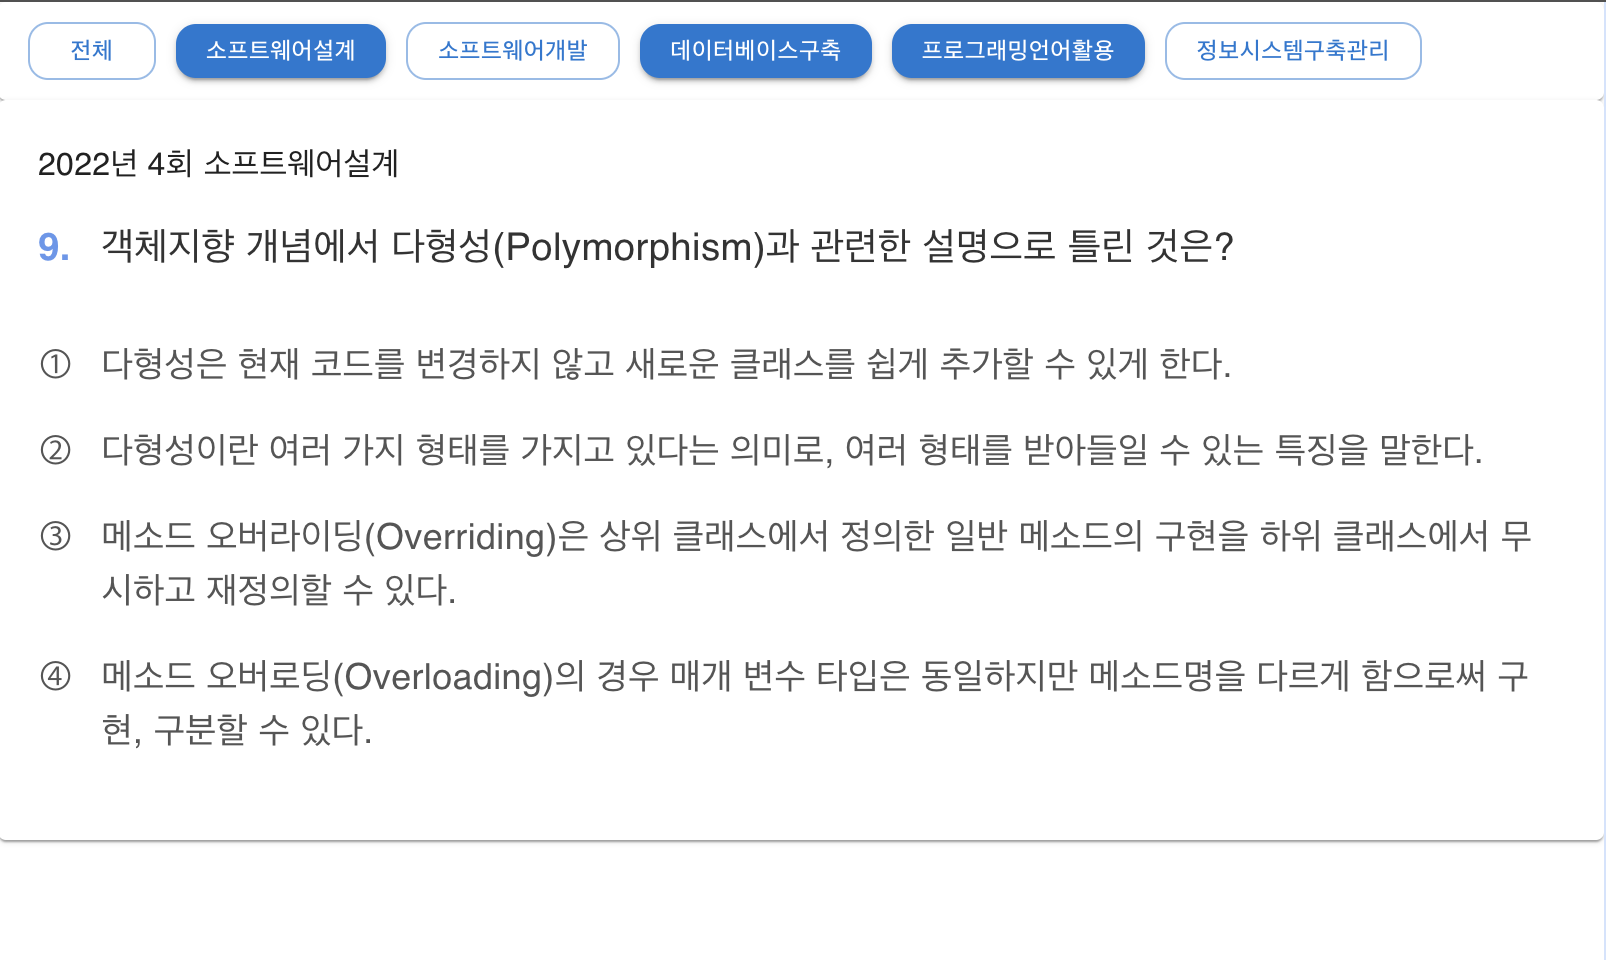 전체 소프트웨어설계 소프트웨어개발 데이터베이스구축 프로그래밍언어활용 정보시스템구축관리
2022년 4회 소프트웨어설계
9. 객체지향 개념에서 다형성(Polymorphism)과 관련한 설명으로 틀린 것은?
① 다형성은 현재 코드를 변경하지 않고 새로운 클래스를 쉽게 추가할 수 있게 한다.
② 다형성이란 여러 가지 형태를 가지고 있다는 의미로, 여러 형태를 받아들일 수 있는 특징을 말한다.
③ 메소드 오버라이딩(Overriding)은 상위 클래스에서 정의한 일반 메소드의 구현을 하위 클래스에서 무
시하고 재정의할 수 있다.
④ 메소드 오버로딩(Overloading)의 경우 매개 변수 타입은 동일하지만 메소드명을 다르게 함으로써 구
현, 구분할 수 있다.